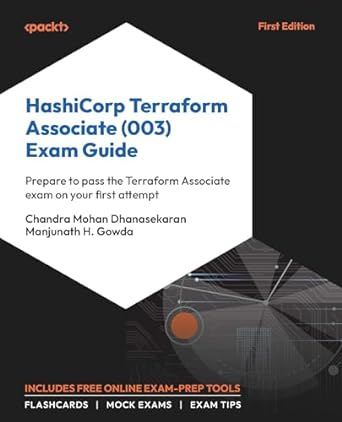 <packt>
First Edition
HashiCorp Terraform
Associate (003)
Exam Guide
Prepare to pass the Terraform Associate
exam on your first attempt
Chandra Mohan Dhanasekaran
Manjunath H. Gowda
INCLUDES FREE ONLINE EXAM-PREP TOOLS
FLASHCARDS | MOCK EXAMS | EXAM TIPS